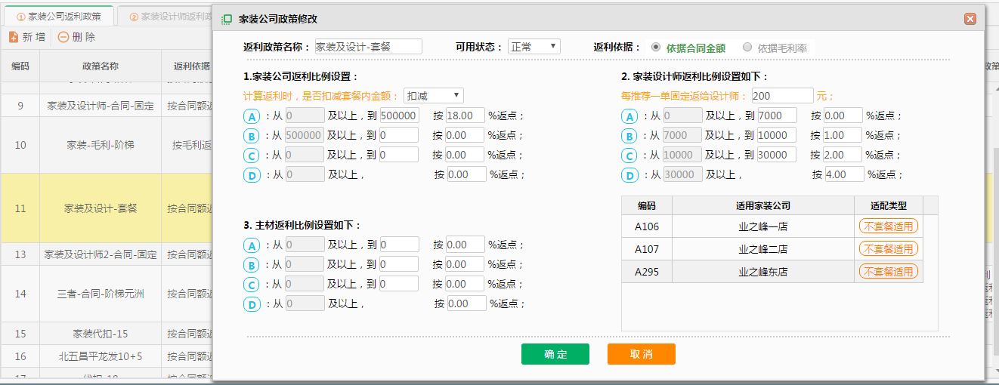 ① 家装公司返利政策
② 家装设计师返利政
新 增
删 除
编码 政策名称 返利依据
9 家装及设计师-合同-固定 按合同额返
10 家装-毛利-阶梯 按毛利返
11 家装及设计-套餐 按合同额返
13 家装及设计师2-合同-固定 按合同额返
14 三者-合同-阶梯元洲 按合同额返
15 家装代扣-15 按合同额返
16 北五昌平龙发10+5 按合同额返
家装公司政策修改
返利政策名称： 家装及设计-套餐 可用状态： 正常 返利依据： 依据合同金额 依据毛利率
1.家装公司返利比例设置：
计算返利时，是否扣减套餐内金额： 扣减
A ：从 0 及以上，到 500000 按 18.00 %返点；
B ：从 500000 及以上，到 0 按 0.00 %返点；
C ：从 0 及以上，到 0 按 0.00 %返点；
D ：从 0 及以上， 按 0.00 %返点；
2. 家装设计师返利比例设置如下：
每推荐一单固定返给设计师： 200 元；
A ：从 0 及以上，到 7000 按 0.00 %返点；
B ：从 7000 及以上，到 10000 按 1.00 %返点；
C ：从 10000 及以上，到 30000 按 2.00 %返点；
D ：从 30000 及以上， 按 4.00 %返点；
3. 主材返利比例设置如下：
A ：从 0 及以上，到 0 按 0.00 %返点；
B ：从 0 及以上，到 0 按 0.00 %返点；
C ：从 0 及以上，到 0 按 0.00 %返点；
D ：从 0 及以上， 按 0.00 %返点；
编码 适用家装公司 适配类型
A106 业之峰一店 不套餐适用
A107 业之峰二店 不套餐适用
A295 业之峰东店 不套餐适用
确 定
取 消